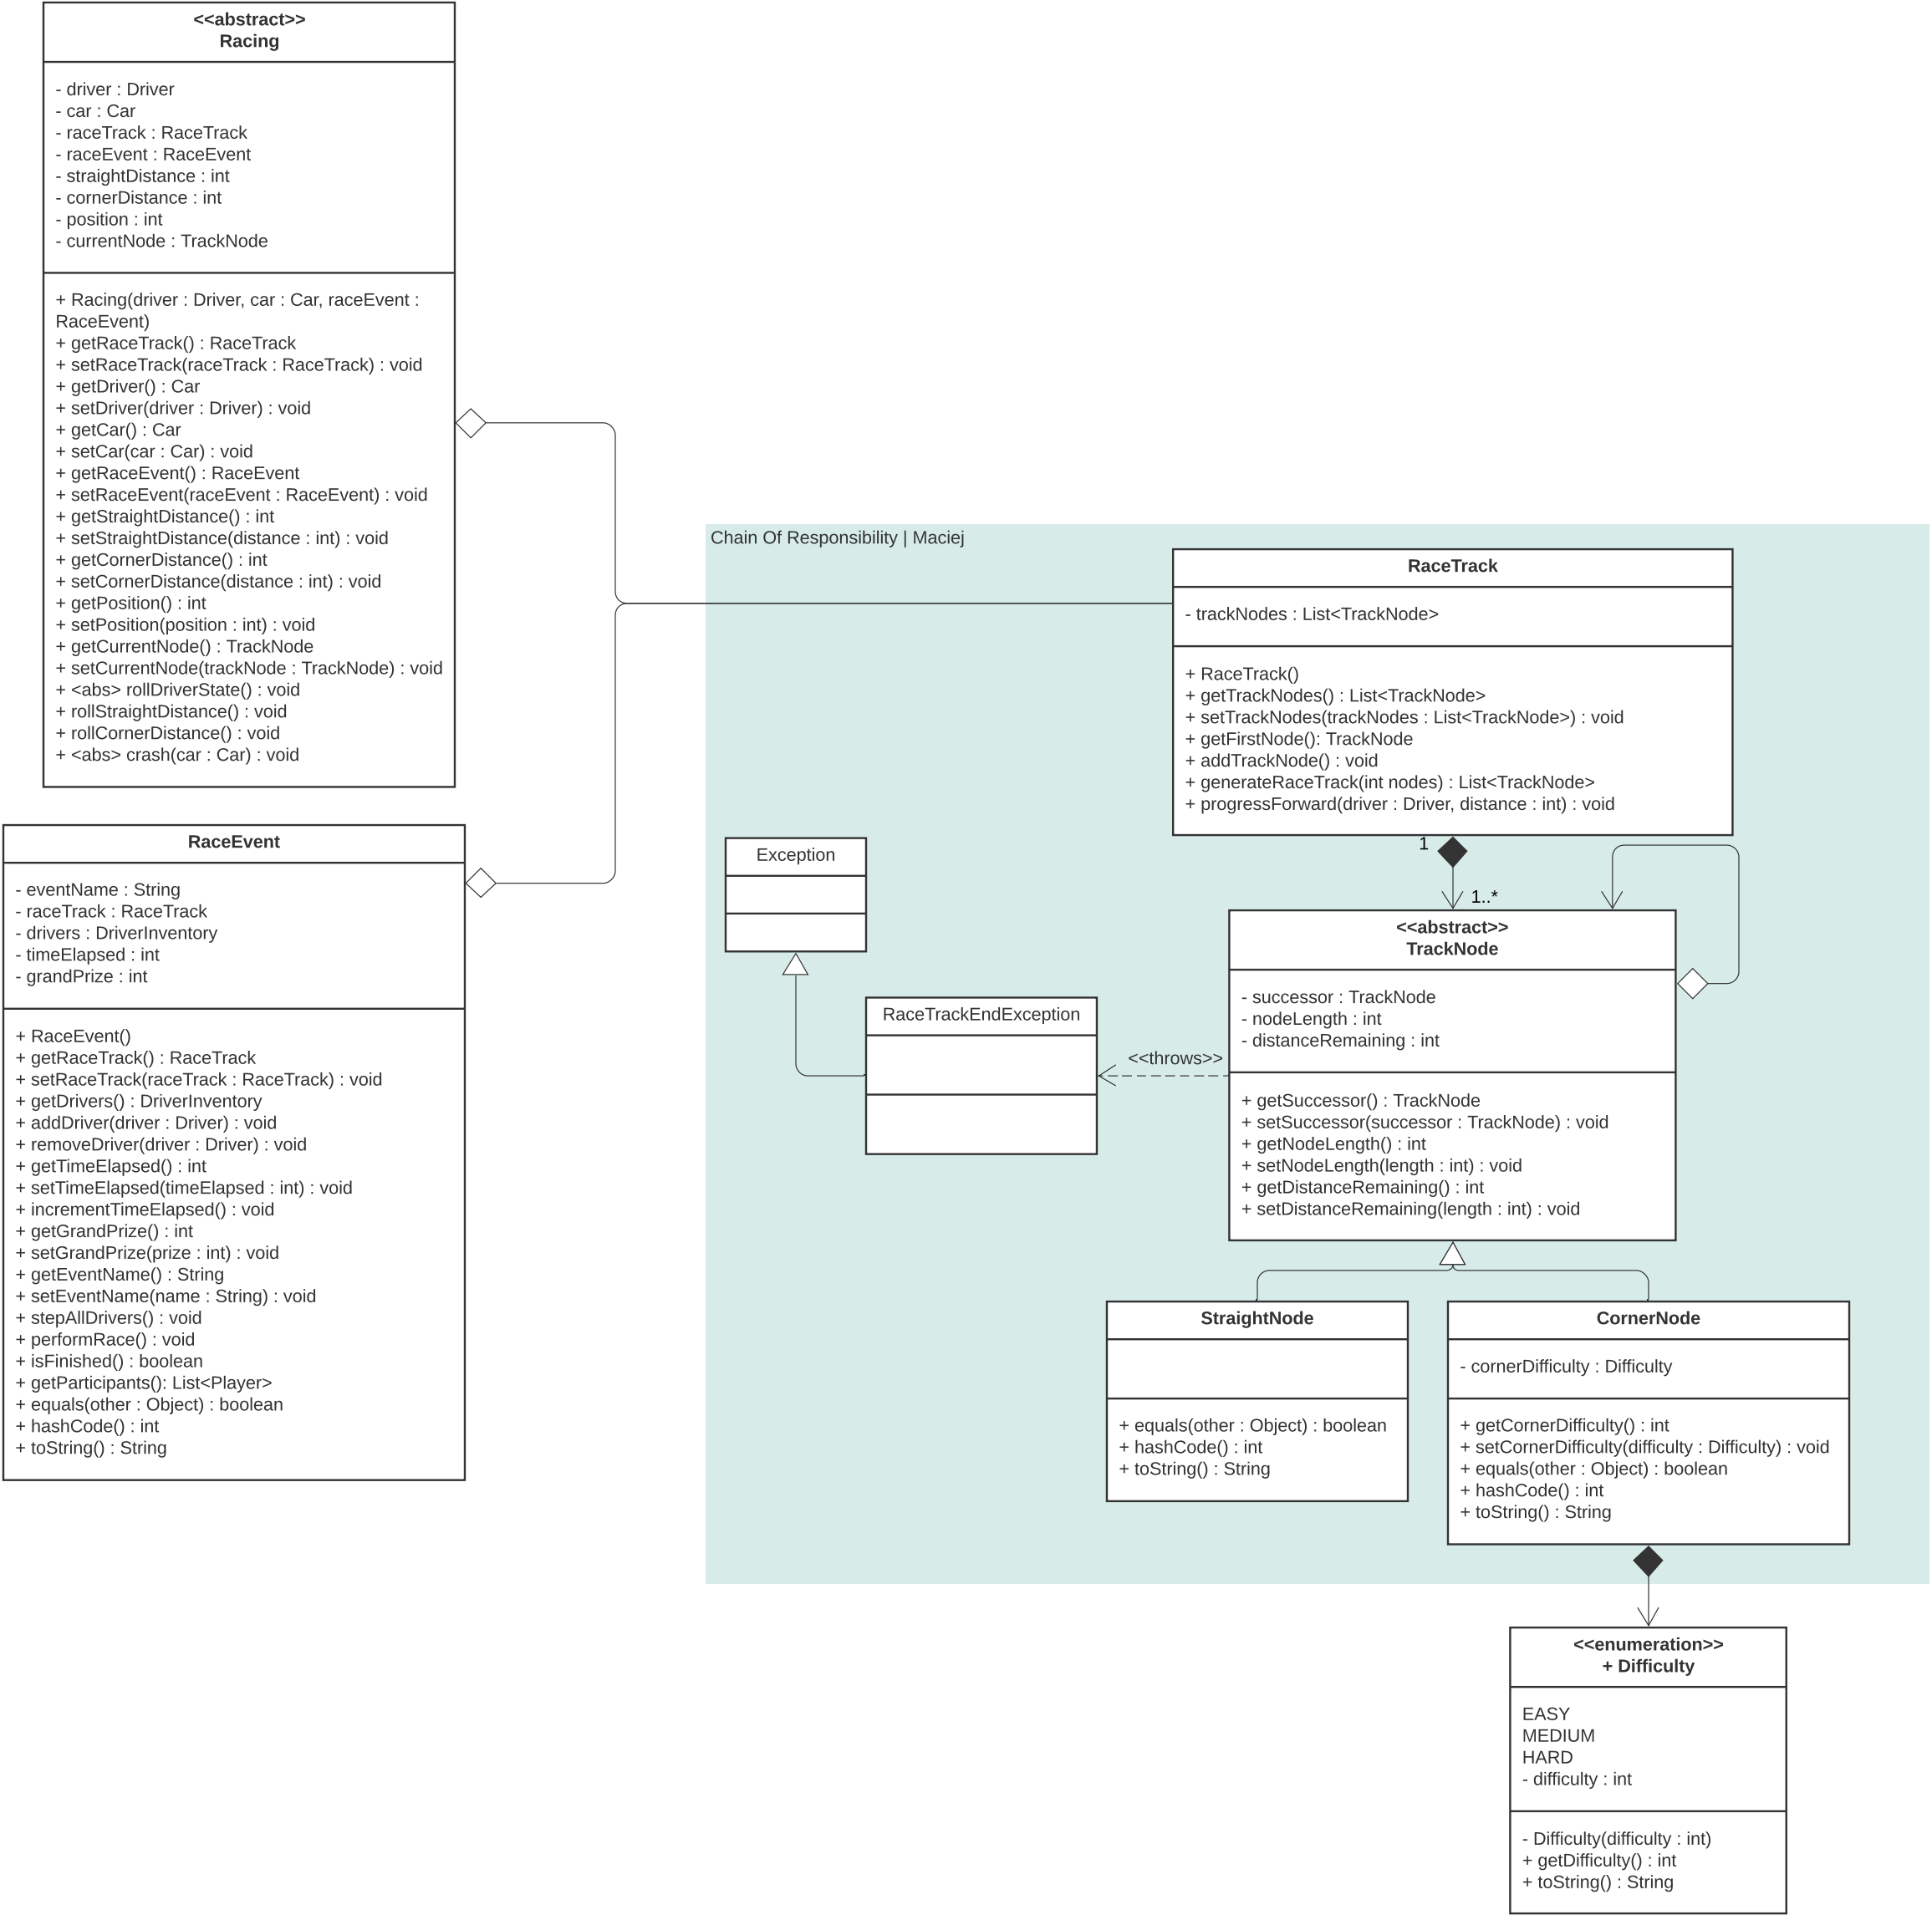 <<abstract>>
Racing
- driver : Driver
- car : Car
- raceTrack : RaceTrack
- raceEvent : RaceEvent
- straightDistance : int
- cornerDistance : int
- position : int
- currentNode : TrackNode
+ Racing(driver : Driver, car : Car, raceEvent :
RaceEvent)
+ getRaceTrack() : RaceTrack
+ setRaceTrack(raceTrack : RaceTrack) : void
+ getDriver() : Car
+ setDriver(driver : Driver) : void
+ getCar() : Car
+ setCar(car : Car) : void
+ getRaceEvent() : RaceEvent
+ setRaceEvent(raceEvent : RaceEvent) : void
+ getStraightDistance() : int
+ setStraightDistance(distance : int) : void
+ getCornerDistance() : int
+ setCornerDistance(distance : int) : void
+ getPosition() : int
+ setPosition(position : int) : void
+ getCurrentNode() : TrackNode
+ setCurrentNode(trackNode : TrackNode) : void
+ <abs> rollDriverState() : void
+ rollStraightDistance() : void
+ rollCornerDistance() : void
+ <abs> crash(car : Car) : void
RaceEvent
- eventName : String
- raceTrack : RaceTrack
- drivers : DriverInventory
- timeElapsed : int
- grandPrize : int
+ RaceEvent()
+ getRaceTrack() : RaceTrack
+ setRaceTrack(raceTrack : RaceTrack) : void
+ getDrivers() : DriverInventory
+ addDriver(driver : Driver) : void
+ removeDriver(driver : Driver) : void
+ getTimeElapsed() : int
+ setTimeElapsed(timeElapsed : int) : void
+ incrementTimeElapsed() : void
+ getGrandPrize() : int
+ setGrandPrize(prize : int) : void
+ getEventName() : String
+ setEventName(name : String) : void
+ stepAllDrivers() : void
+ performRace() : void
+ isFinished() : boolean
+ getParticipants(): List<Player>
+ equals(other : Object) : boolean
+ hashCode() : int
+ toString() : String
Chain Of Responsibility | Maciej
RaceTrack
- trackNodes : List<TrackNode>
+ RaceTrack()
+ getTrackNodes() : List<TrackNode>
+ setTrackNodes(trackNodes : List<TrackNode>) : void
+ getFirstNode(): TrackNode
+ addTrackNode() : void
+ generateRaceTrack(int nodes) : List<TrackNode>
+ progressForward(driver : Driver, distance : int) : void
1
1..*
Exception
RaceTrackEndException
<<throws>>
<<abstract>>
TrackNode
- successor : TrackNode
- nodeLength : int
- distanceRemaining : int
+ getSuccessor() : TrackNode
+ setSuccessor(successor : TrackNode) : void
+ getNodeLength() : int
+ setNodeLength(length : int) : void
+ getDistanceRemaining() : int
+ setDistanceRemaining(length : int) : void
StraightNode
+ equals(other : Object) : boolean
+ hashCode() : int
+ toString() : String
CornerNode
- cornerDifficulty : Difficulty
+ getCornerDifficulty() : int
+ setCornerDifficulty(difficulty : Difficulty) : void
+ equals(other : Object) : boolean
+ hashCode() : int
+ toString() : String
<<enumeration>>
+ Difficulty
EASY
MEDIUM
HARD
- difficulty : int
- Difficulty(difficulty : int)
+ getDifficulty() : int
+ toString() : String